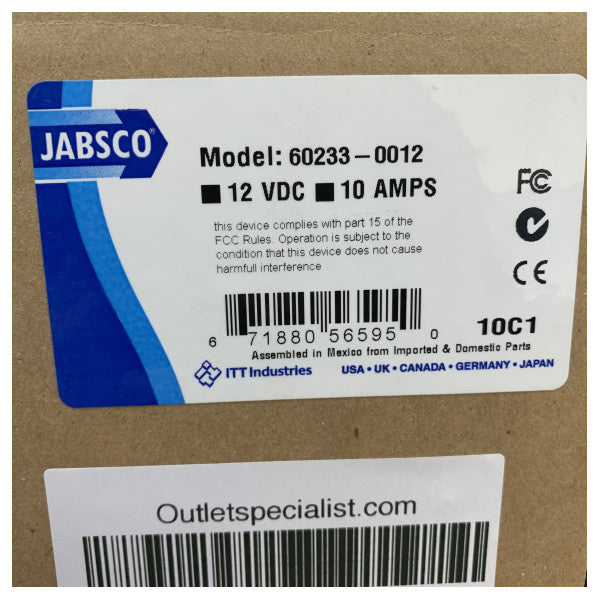 JABSCO®
Model: 60233-0012
■ 12 VDC ■ 10 AMPS
FC
this device complies with part 15 of the
FCC Rules. Operation is subject to the
condition that this device does not cause
harmfull interference
CE
6 71880 56595 0
10C1
Assembled in Mexico from Imported & Domestic Parts
ITT Industries
USA • UK • CANADA • GERMANY • JAPAN
Outletspecialist.com